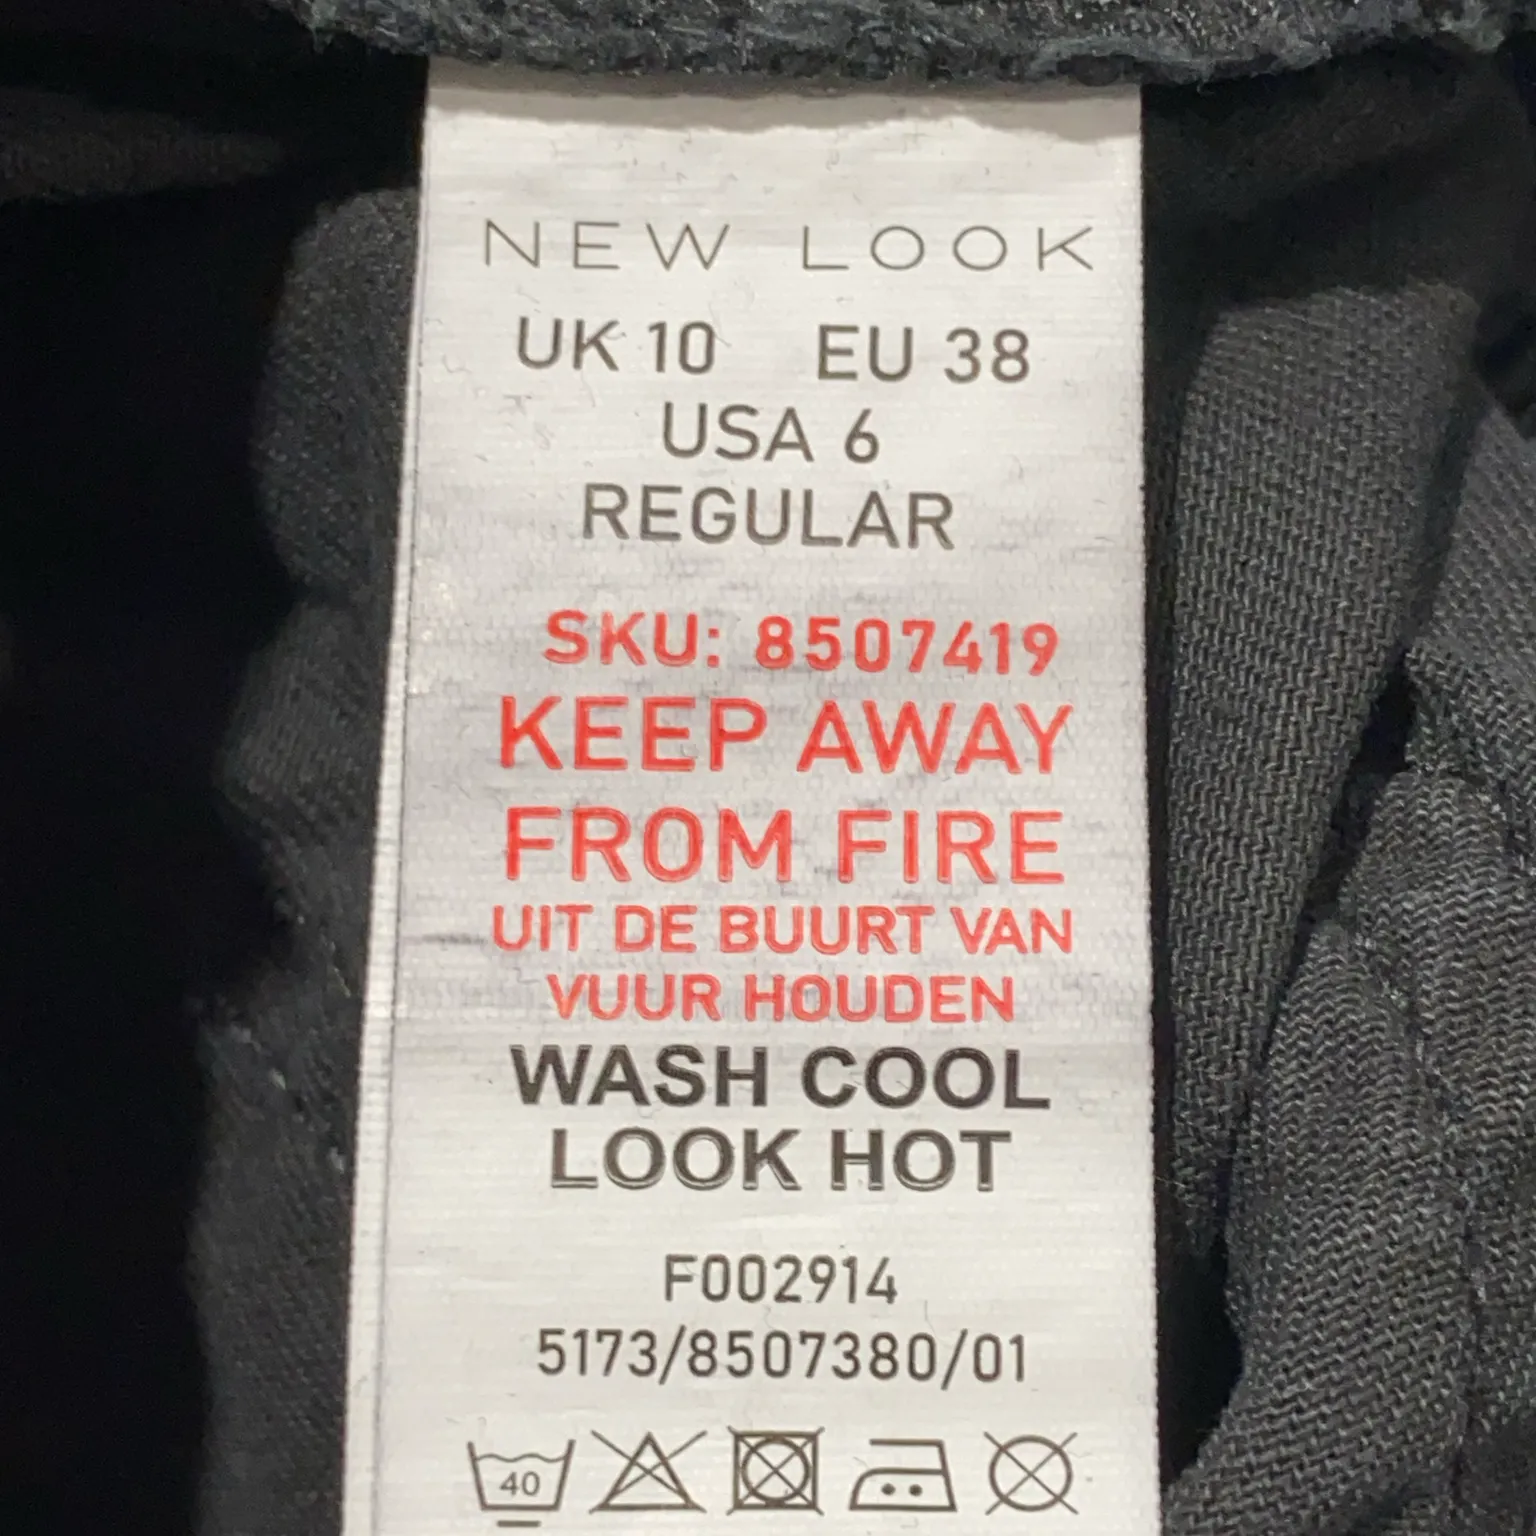 NEW LOOK
UK 10 EU 38
USA 6
REGULAR
SKU: 8507419
KEEP AWAY
FROM FIRE
UIT DE BUURT VAN
VUUR HOUDEN
WASH COOL
LOOK HOT
F002914
5173/8507380/01
40